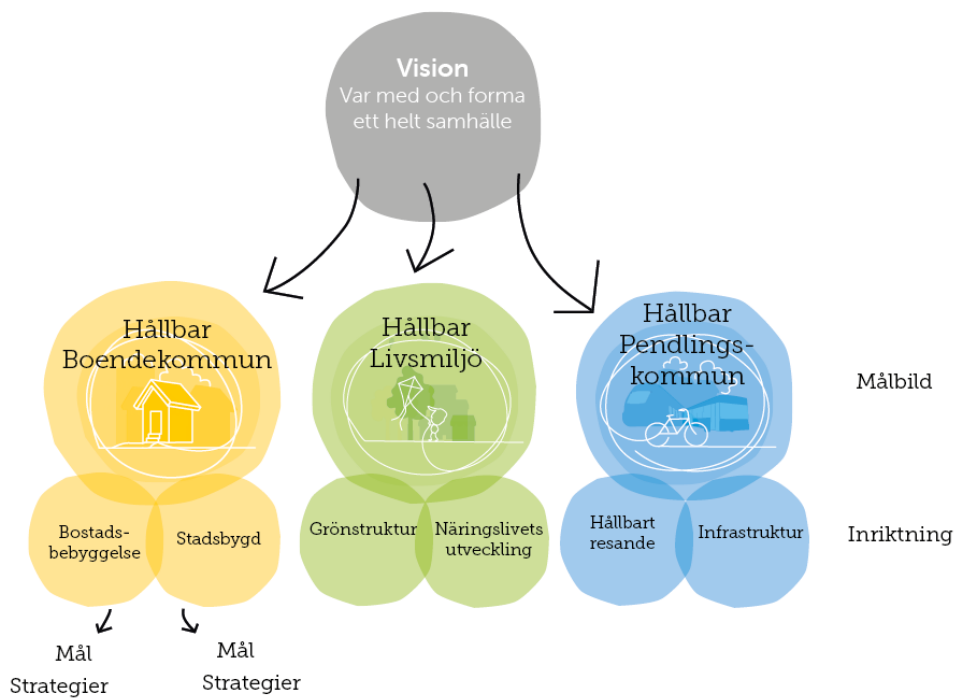 Vision
Var med och forma
ett helt samhälle
Hållbar
Boendekommun
Hållbar
Livsmiljö
Hållbar
Pendlings-
kommun
Målbild
Bostads-
bebyggelse
Stadsbygd
Grönstruktur
Näringslivets
utveckling
Hållbart
resande
Infrastruktur
Inriktning
Mål
Strategier
Mål
Strategier